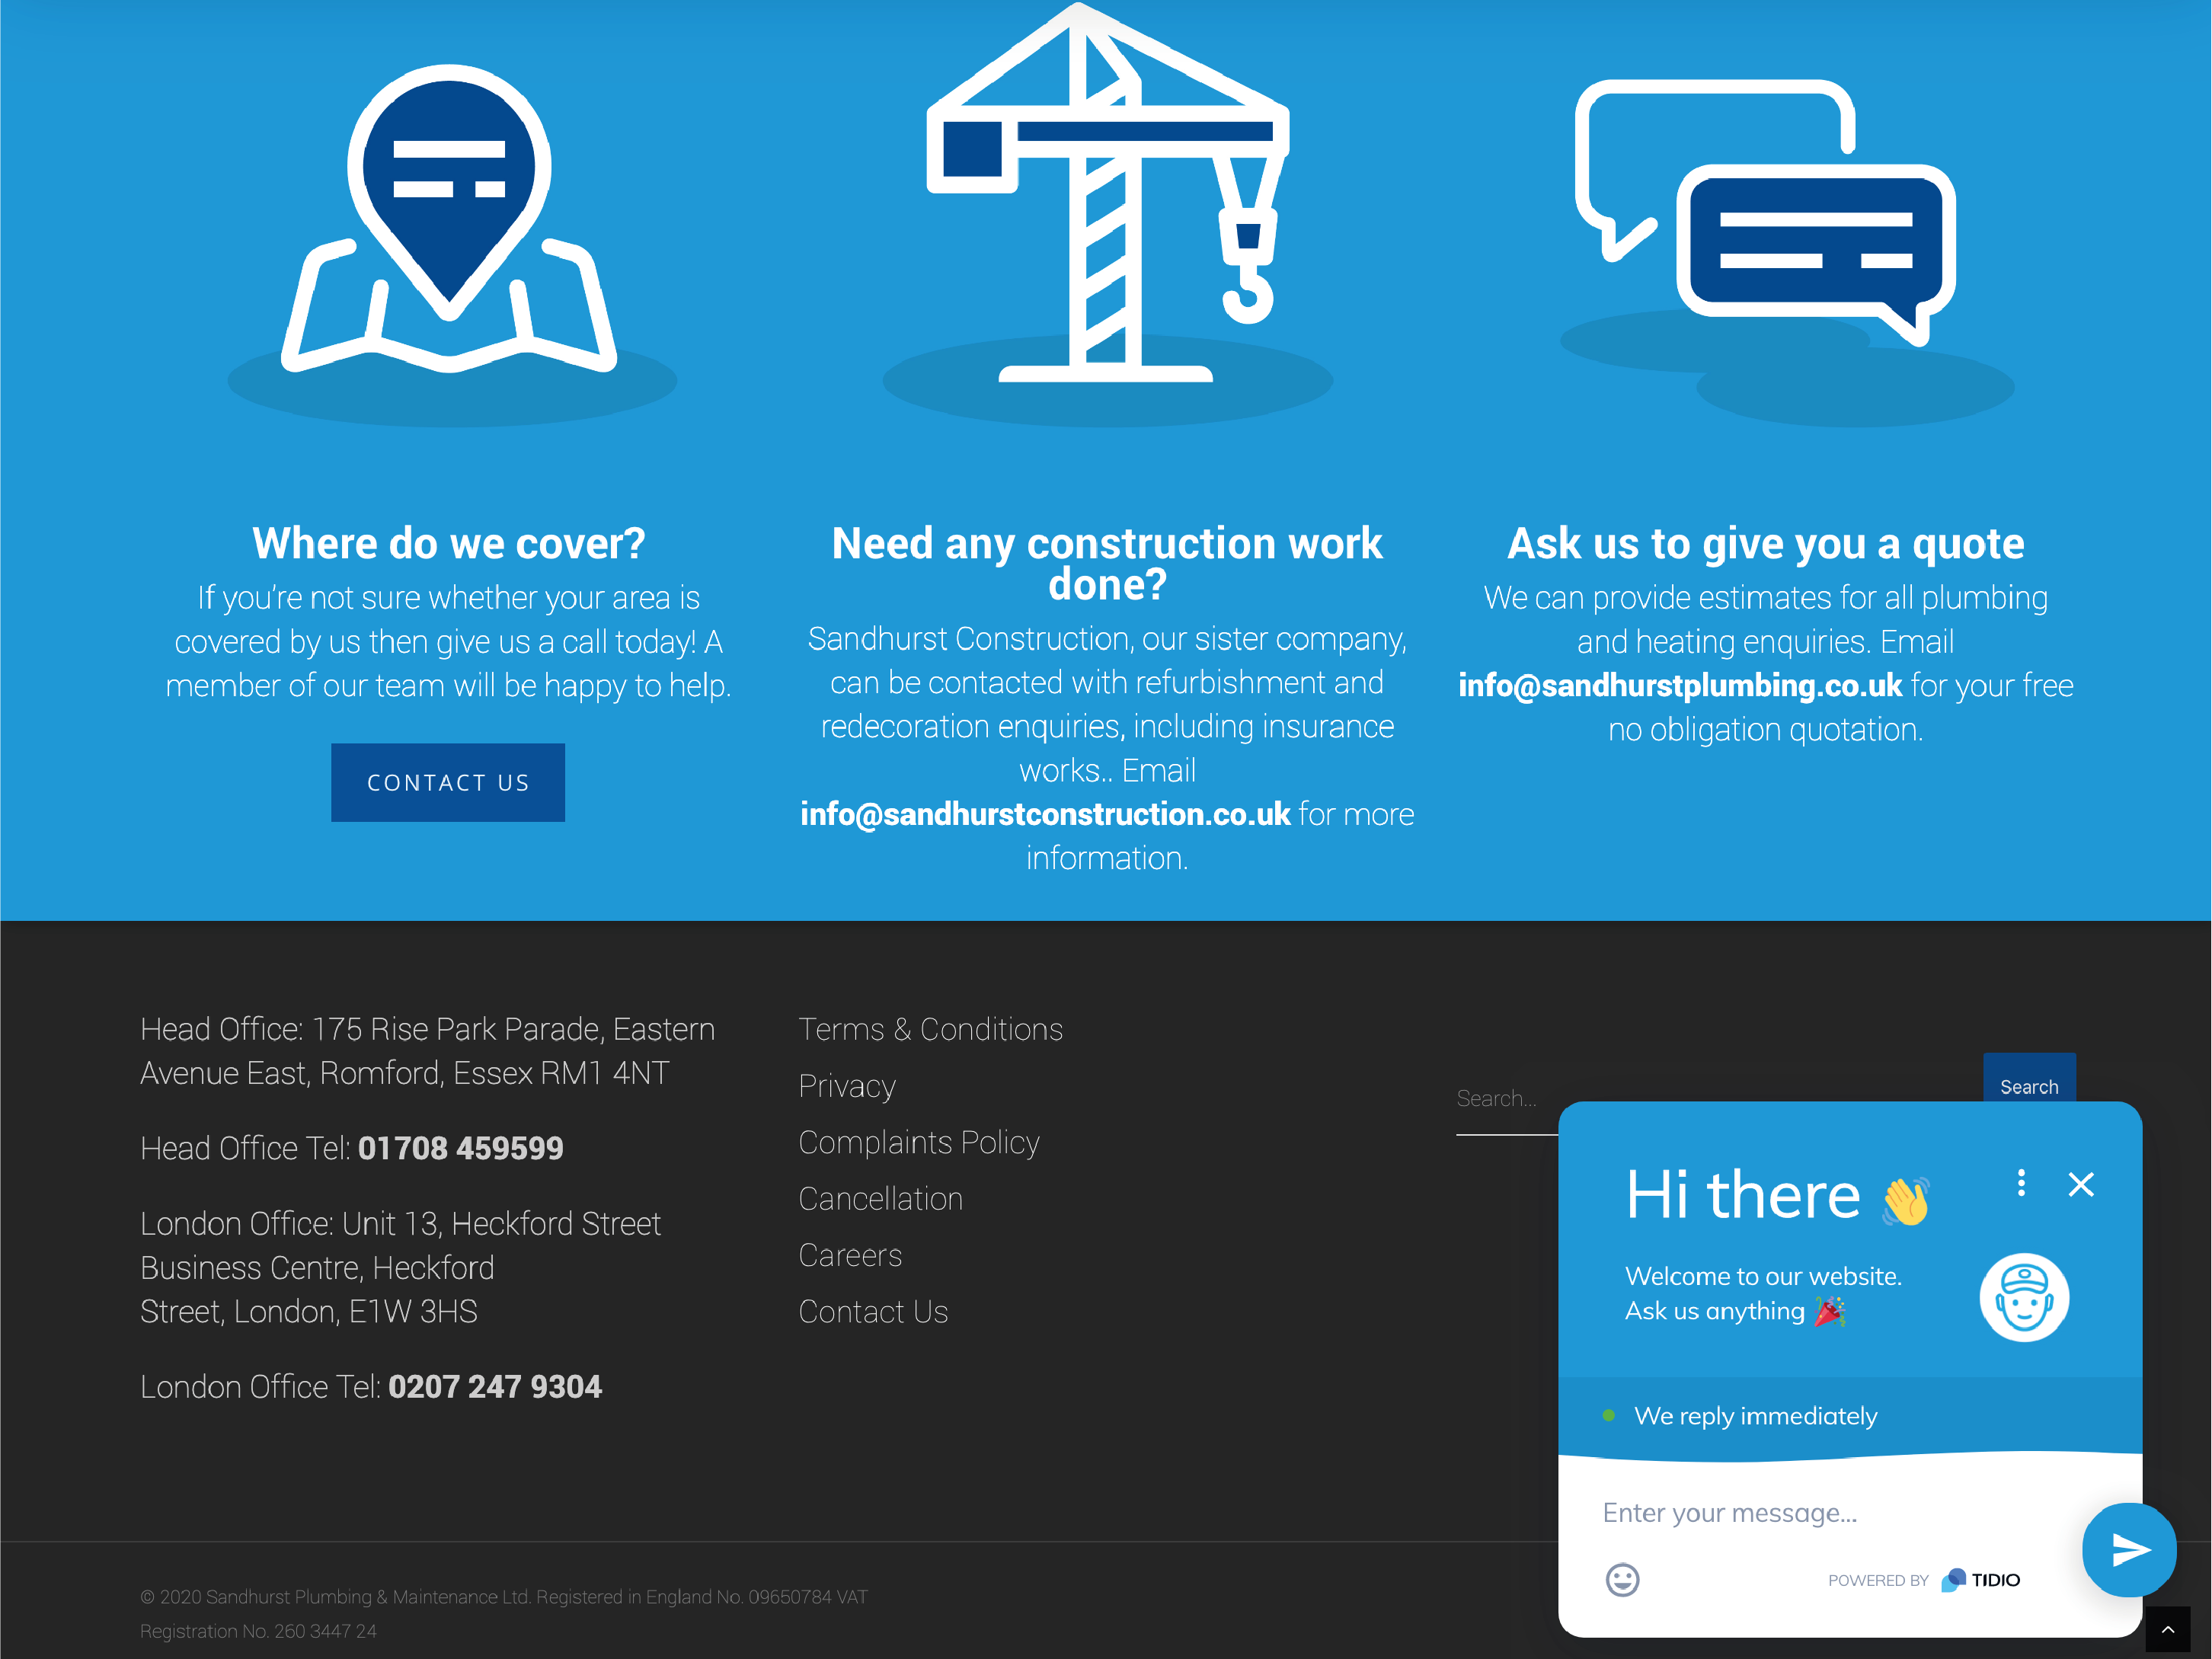 Where do we cover?
If you're not sure whether your area is
covered by us then give us a call today! A
member of our team will be happy to help.
CONTACT US
Need any construction work
done?
Sandhurst Construction, our sister company,
can be contacted with refurbishment and
redecoration enquiries, including insurance
works.. Email
info@sandhurstconstruction.co.uk for more
information.
Ask us to give you a quote
We can provide estimates for all plumbing
and heating enquiries. Email
info@sandhurstplumbing.co.uk for your free
no obligation quotation.
Head Office: 175 Rise Park Parade, Eastern
Avenue East, Romford, Essex RM1 4NT
Head Office Tel: 01708 459599
London Office: Unit 13, Heckford Street
Business Centre, Heckford
Street, London, E1W 3HS
London Office Tel: 0207 247 9304
Terms & Conditions
Privacy
Complaints Policy
Cancellation
Careers
Contact Us
Search...
Search
Hi there 👋
Welcome to our website.
Ask us anything 🎉
We reply immediately
Enter your message...
POWERED BY TIDIO
© 2020 Sandhurst Plumbing & Maintenance Ltd. Registered in England No. 09650784 VAT
Registration No. 260 3447 24